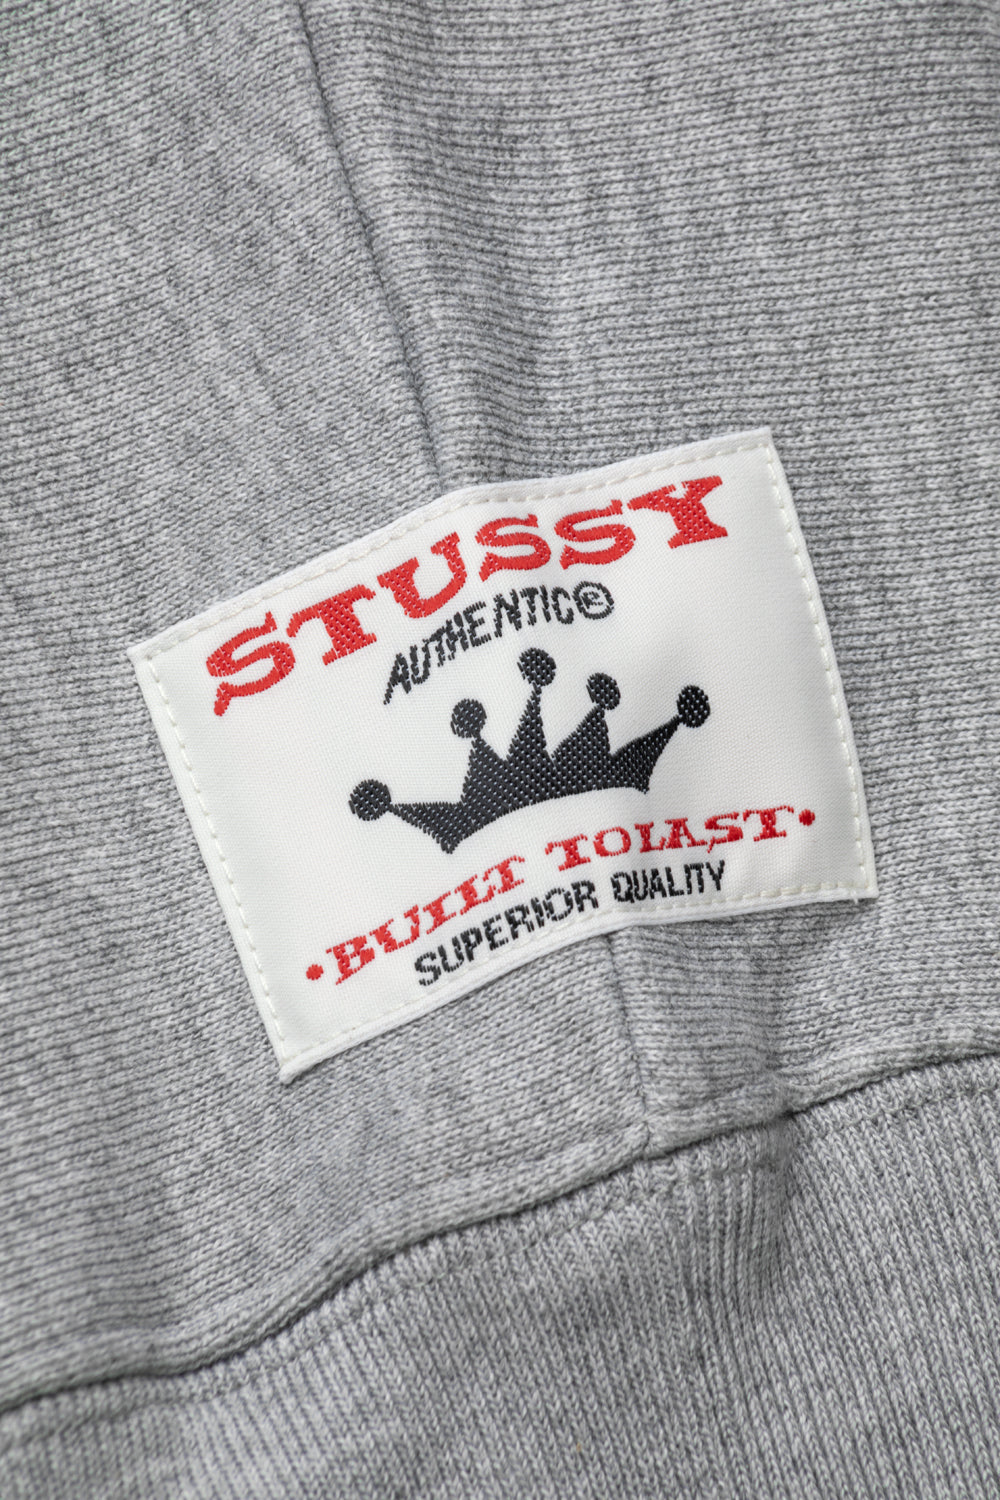 STUSSY
AUTHENTIC®
•BUILT TO LAST•
SUPERIOR QUALITY